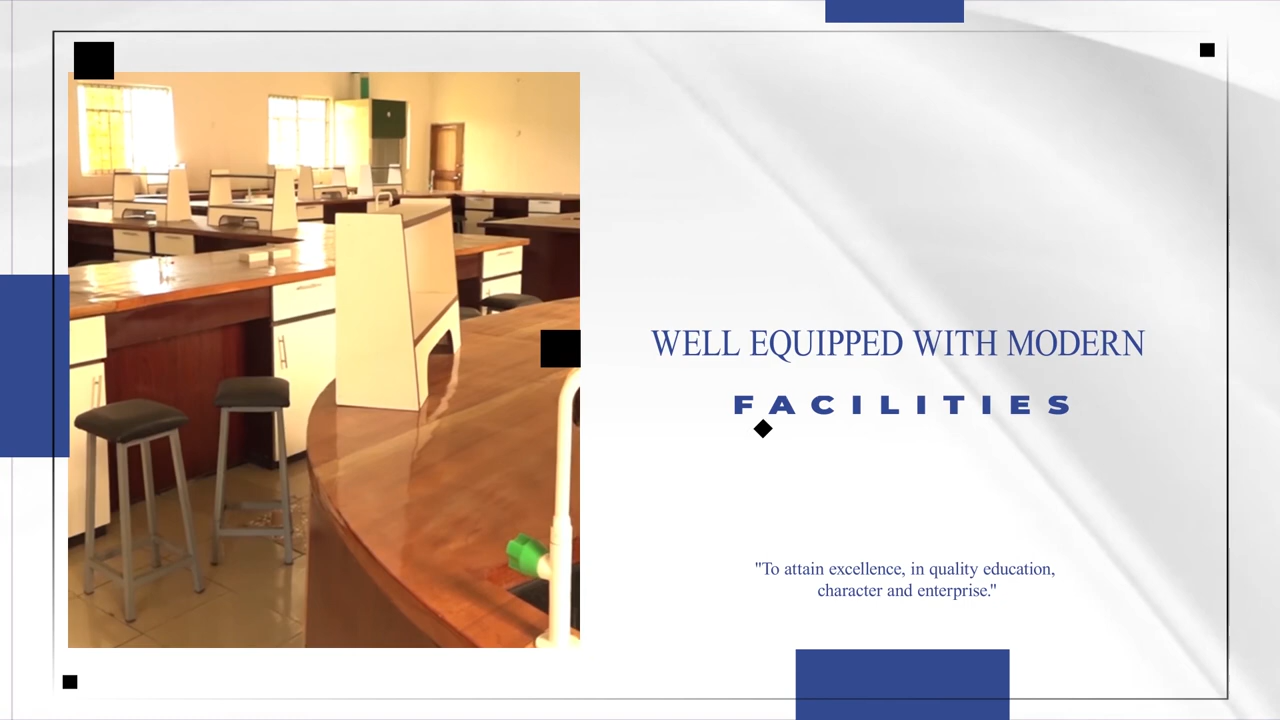 WELL EQUIPPED WITH MODERN
FACILITIES
"To attain excellence, in quality education,
character and enterprise."